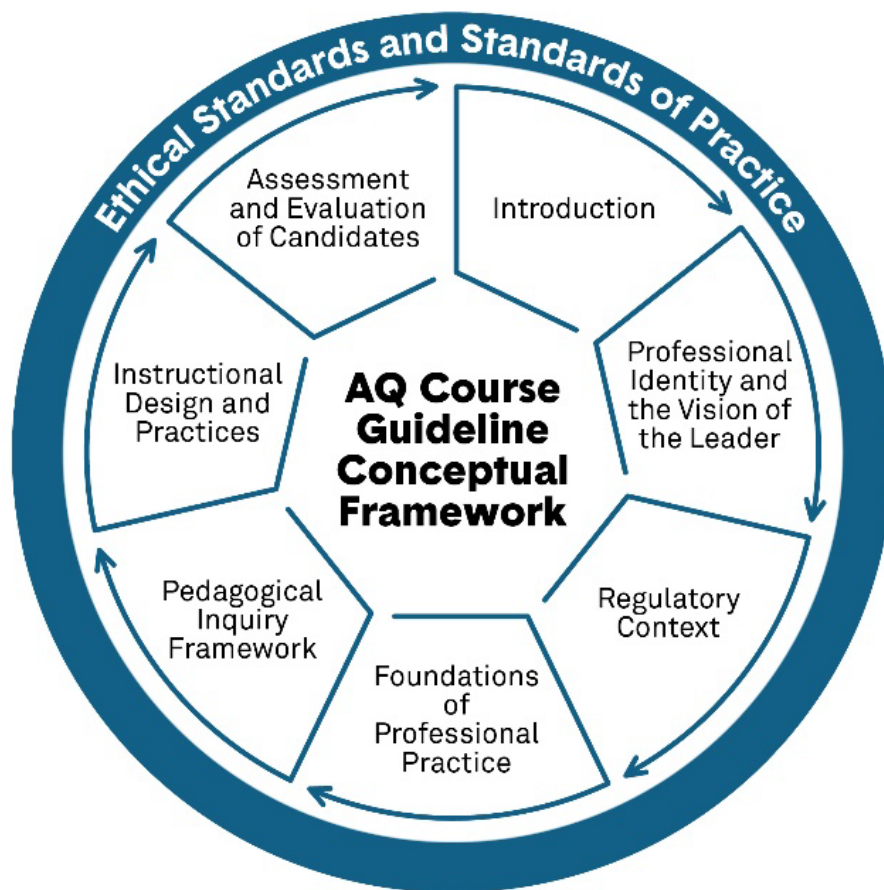 Ethical Standards and Standards of Practice
Introduction
Professional
Identity and
the Vision of
the Leader
Regulatory
Context
Foundations
of
Professional
Practice
Pedagogical
Inquiry
Framework
Instructional
Design and
Practices
Assessment
and Evaluation
of Candidates
AQ Course
Guideline
Conceptual
Framework